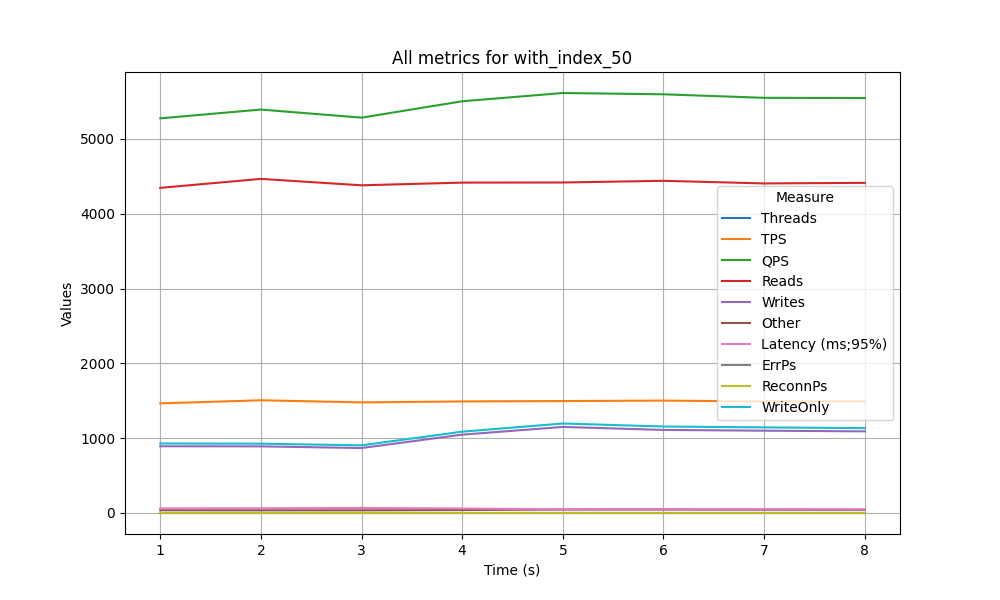 All metrics for with_index_50
Values
5000
4000
3000
2000
1000
0
Measure
Threads
TPS
QPS
Reads
Writes
Other
Latency (ms;95%)
ErrPs
ReconnPs
WriteOnly
1 2 3 4 5 6 7 8
Time (s)